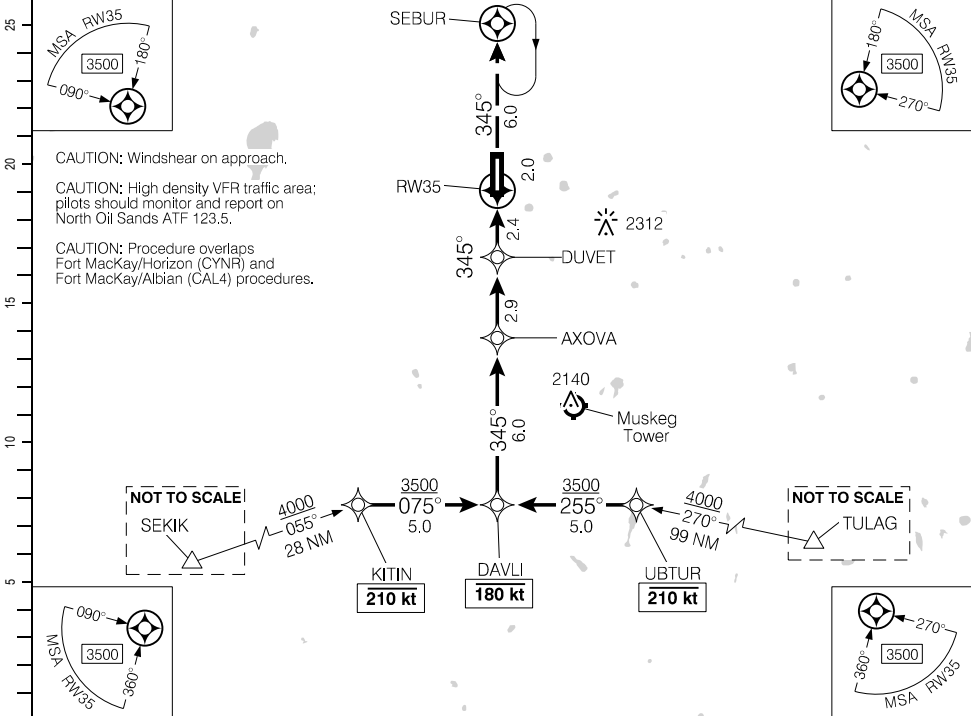 25
20
15
10
5
MSA RW35
3500
180°
090°
SEBUR
MSA RW35
3500
180°
270°
345°
6.0
CAUTION: Windshear on approach.
CAUTION: High density VFR traffic area;
pilots should monitor and report on
North Oil Sands ATF 123.5.
CAUTION: Procedure overlaps
Fort MacKay/Horizon (CYNR) and
Fort MacKay/Albian (CAL4) procedures.
RW35
2.0
2.4
345°
2312
DUVET
2.9
AXOVA
2140
Muskeg
Tower
345°
6.0
NOT TO SCALE
SEKIK
4000
055°
28 NM
3500
075°
5.0
3500
255°
5.0
4000
270°
99 NM
NOT TO SCALE
TULAG
KITIN
210 kt
DAVLI
180 kt
UBTUR
210 kt
090°
3500
360°
MSA RW35
270°
3500
360°
MSA RW35